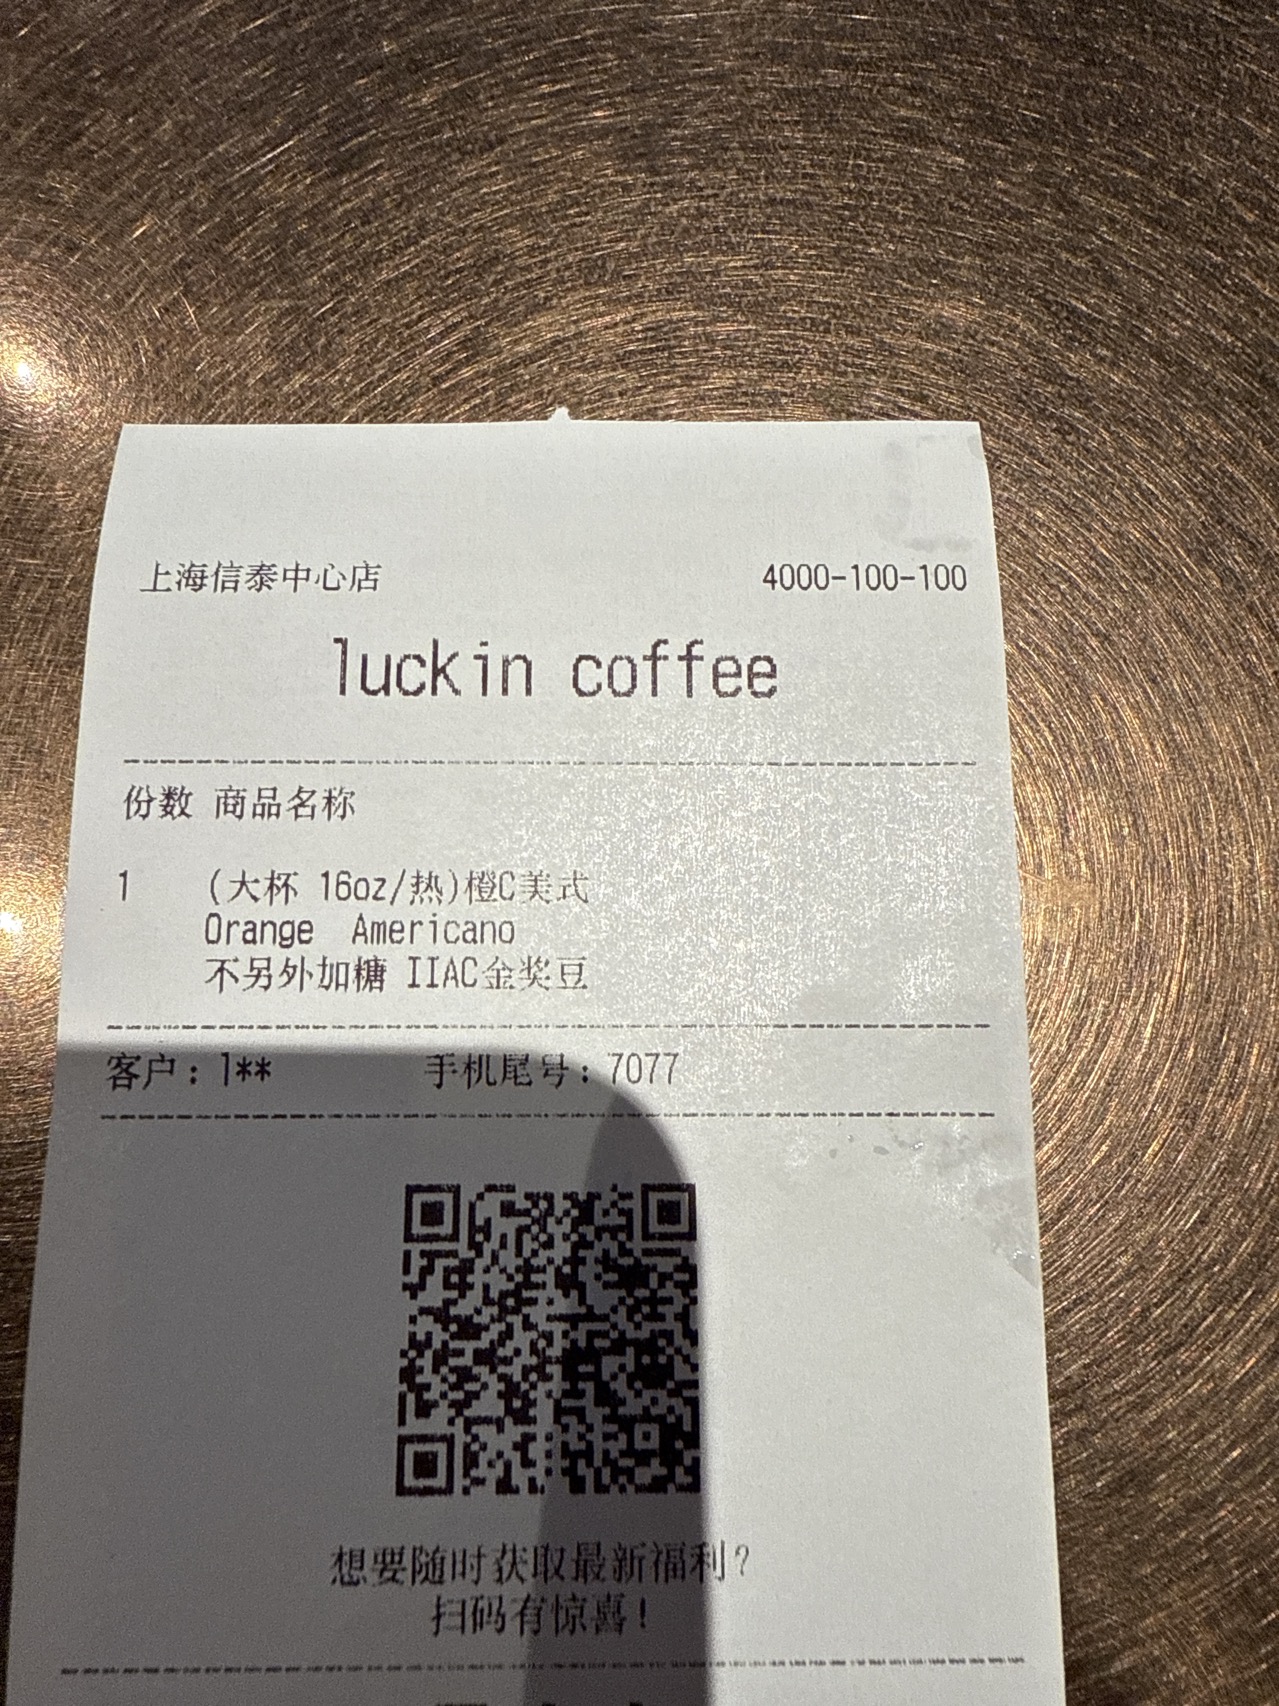 上海信泰中心店 4000-100-100
luckin coffee
份数 商品名称
1 (大杯 16oz/热)橙C美式
Orange Americano
不另外加糖 IIAC金奖豆
客户：l** 手机尾号：7077
想要随时获取最新福利？
扫码有惊喜！